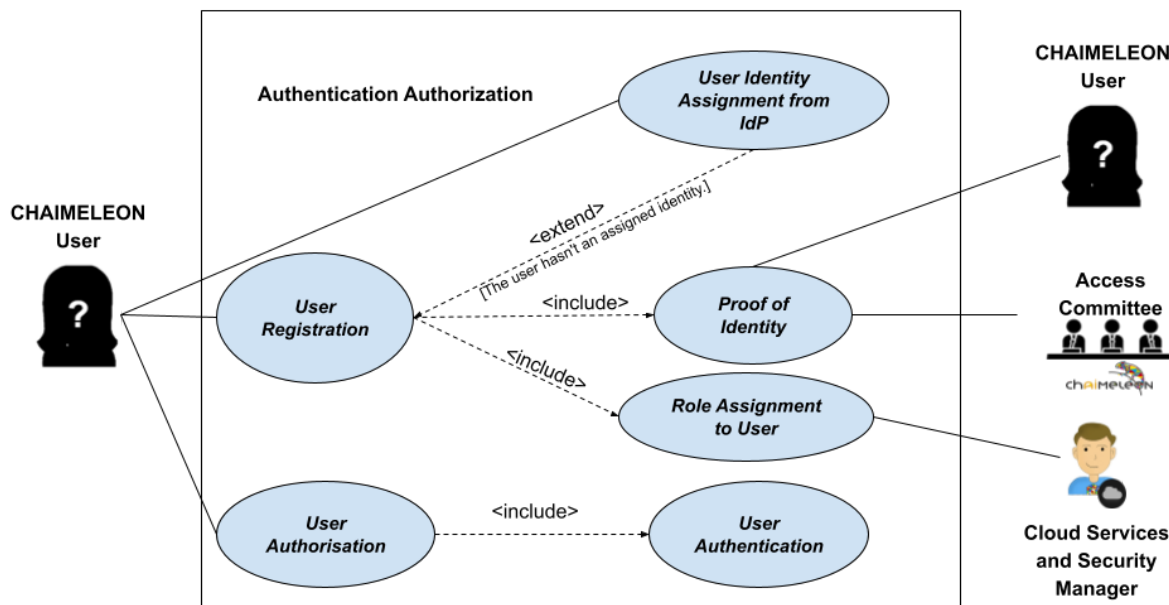 Authentication Authorization
User Identity
Assignment from
IdP
CHAIMELEON
User
?
CHAIMELEON
User
?
<extend>
[The user hasn't an assigned identity.]
User
Registration
<include>
Proof of
Identity
Access
Committee
chAiMeLEON
<include>
Role Assignment
to User
User
Authorisation
<include>
User
Authentication
Cloud Services
and Security
Manager